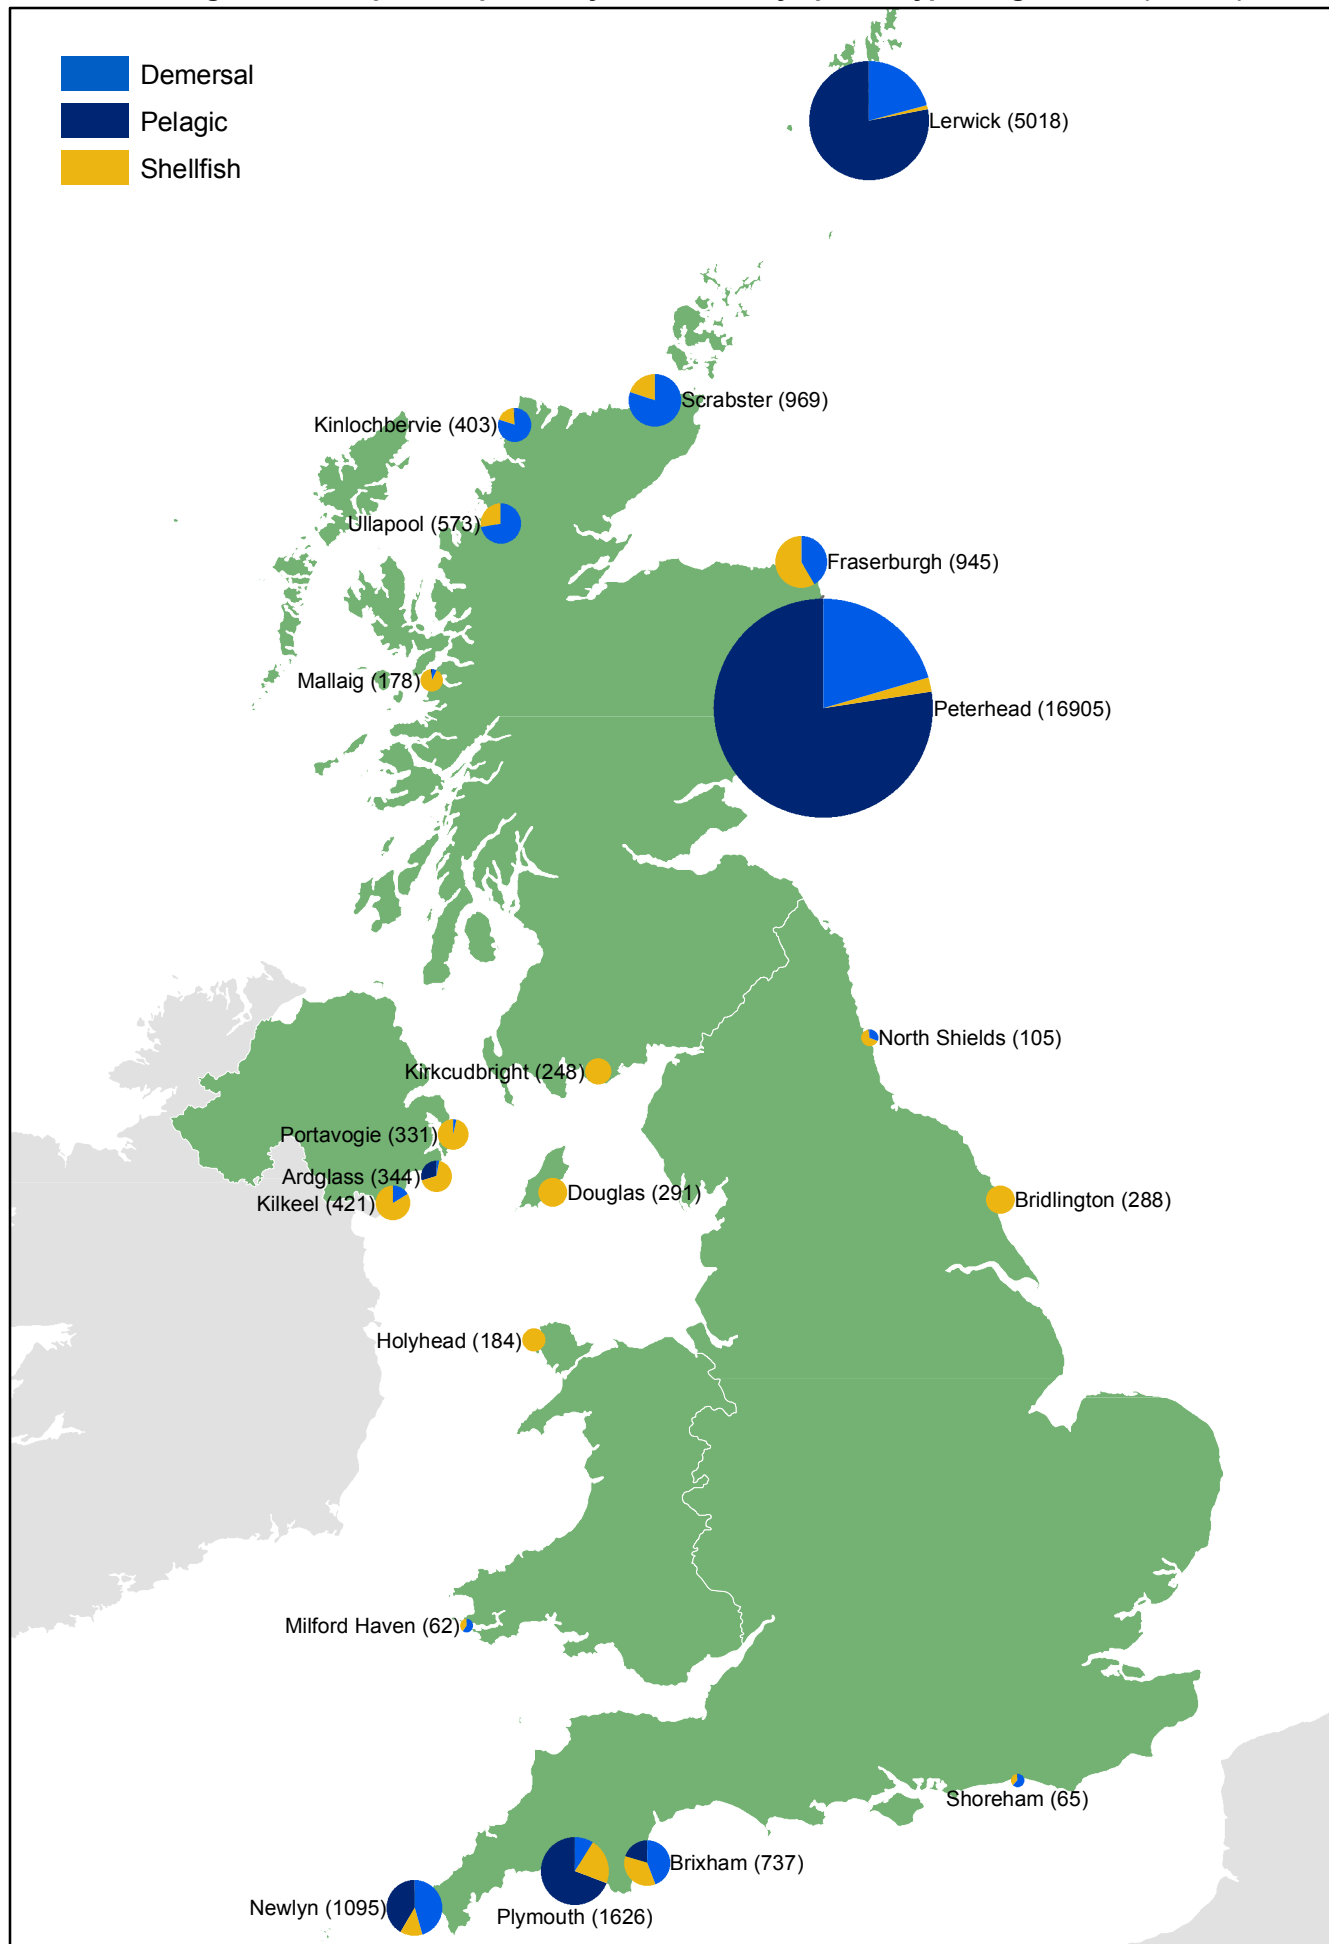 Demersal
Pelagic
Shellfish
Lerwick (5018)
Scrabster (969)
Kinlochbervie (403)
Ullapool (573)
Fraserburgh (945)
Mallaig (178)
Peterhead (16905)
North Shields (105)
Kirkcudbright (248)
Portavogie (331)
Ardglass (344)
Kilkeel (421)
Douglas (291)
Bridlington (288)
Holyhead (184)
Milford Haven (62)
Shoreham (65)
Brixham (737)
Newlyn (1095)
Plymouth (1626)